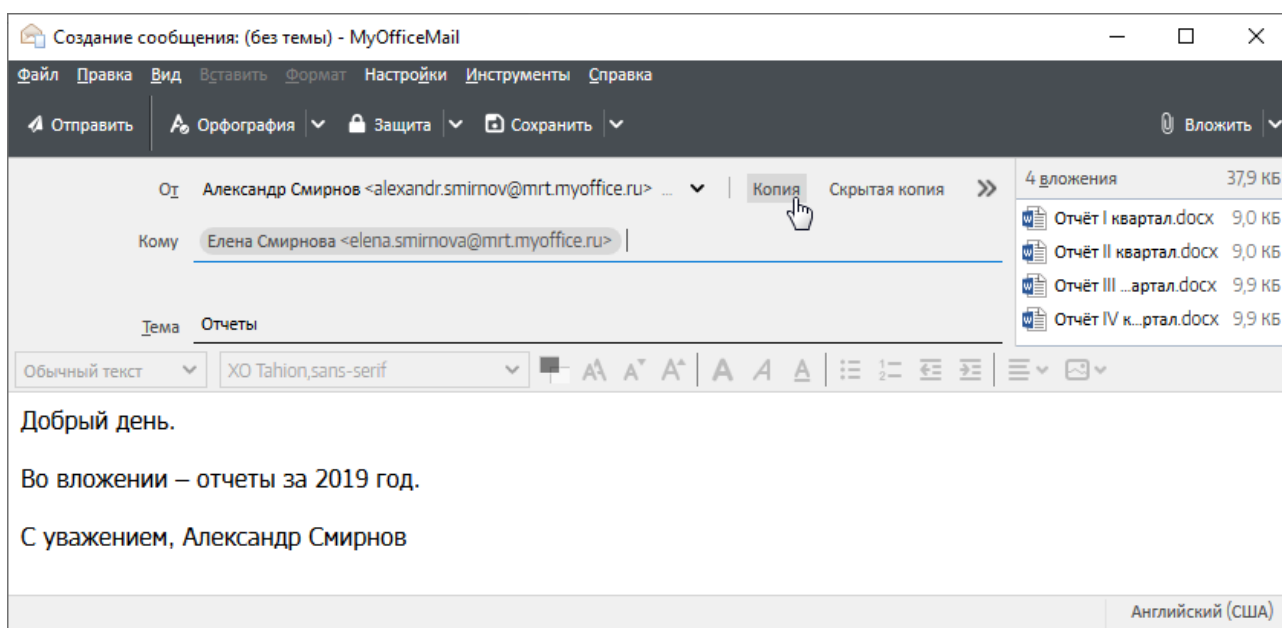 Создание сообщения: (без темы) - MyOfficeMail
Файл Правка Вид Вставить Формат Настройки Инструменты Справка
Отправить Орфография Защита Сохранить Вложить
От Александр Смирнов <alexandr.smirnov@mrt.myoffice.ru> ... Копия Скрытая копия
4 вложения 37,9 КБ
Отчёт I квартал.docx 9,0 КБ
Кому Елена Смирнова <elena.smirnova@mrt.myoffice.ru>
Отчёт II квартал.docx 9,0 КБ
Отчёт III ...артал.docx 9,9 КБ
Тема Отчеты
Отчёт IV к...ртал.docx 9,9 КБ
Обычный текст XO Tahion,sans-serif
Добрый день.
Во вложении – отчеты за 2019 год.
С уважением, Александр Смирнов
Английский (США)